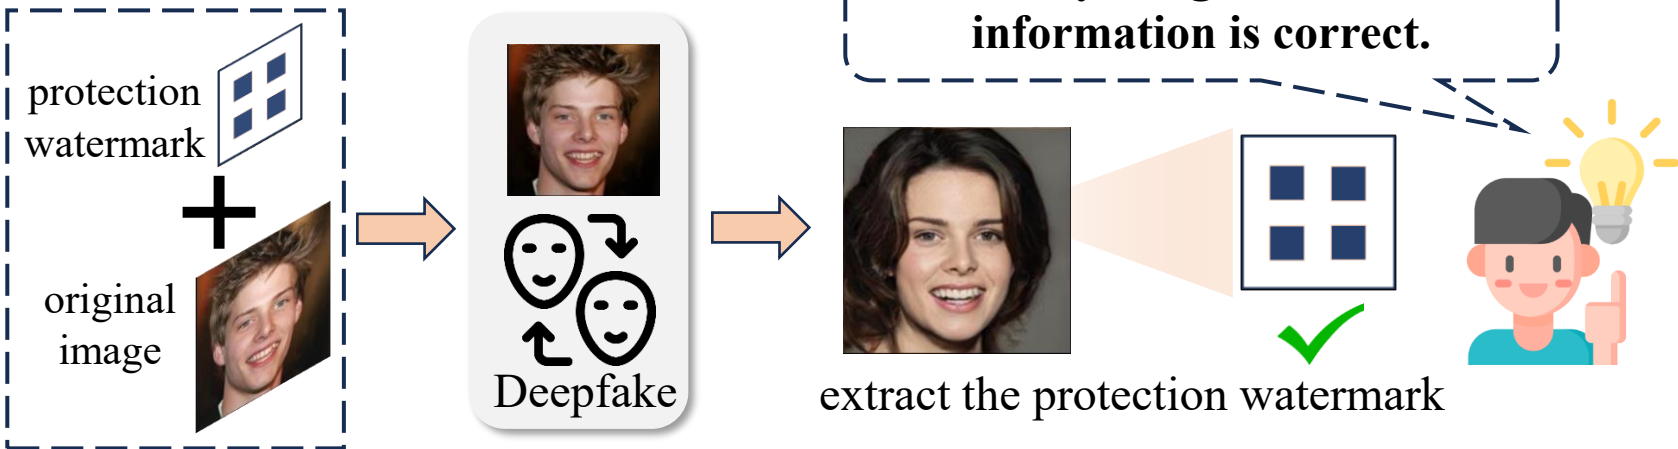 information is correct.
protection
watermark
original
image
Deepfake
extract the protection watermark